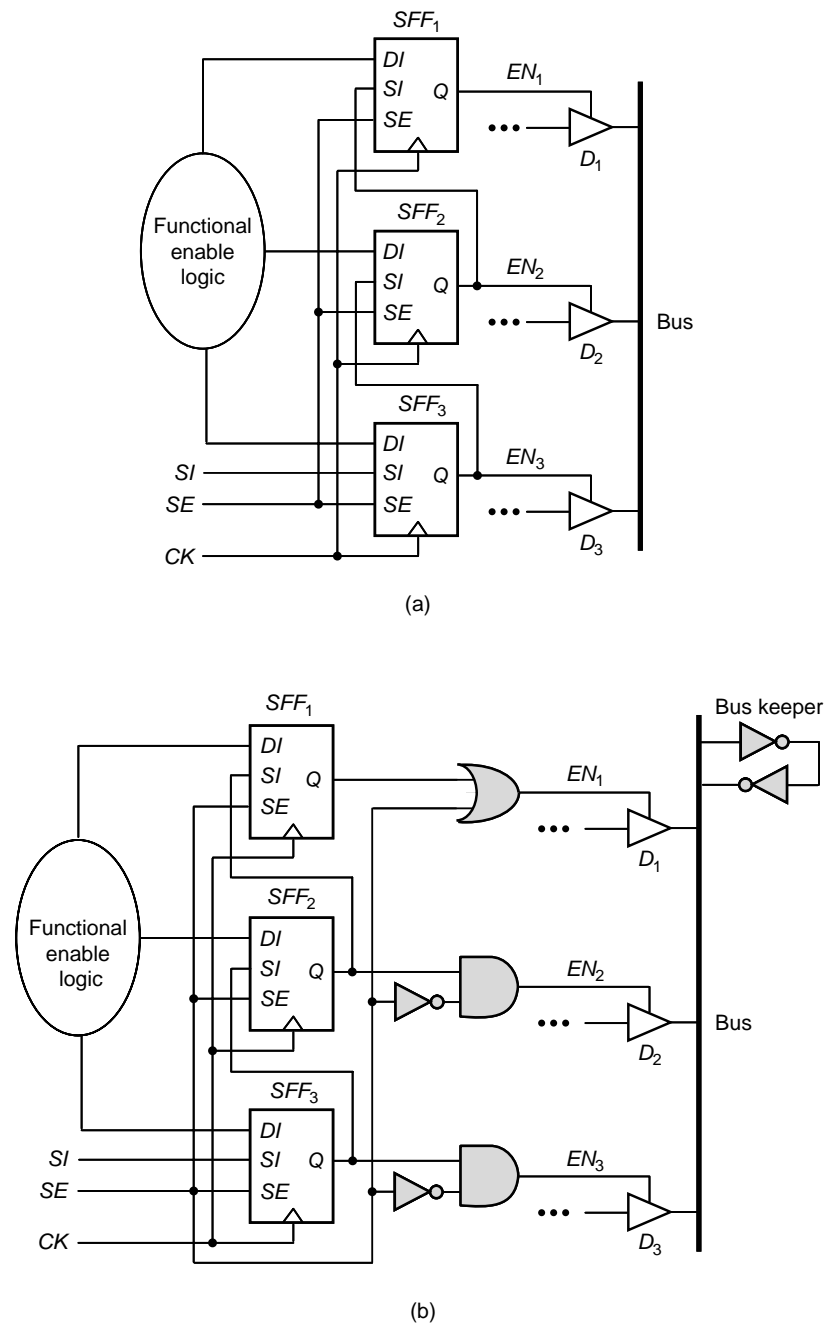 SFF1
DI
SI
SE
Q
EN1
D1
Functional
enable
logic
SFF2
DI
SI
SE
Q
EN2
D2
Bus
SFF3
DI
SI
SE
Q
EN3
D3
SI
SE
CK
(a)
SFF1
DI
SI
SE
Q
EN1
D1
Bus keeper
Functional
enable
logic
SFF2
DI
SI
SE
Q
EN2
D2
Bus
SFF3
DI
SI
SE
Q
EN3
D3
SI
SE
CK
(b)